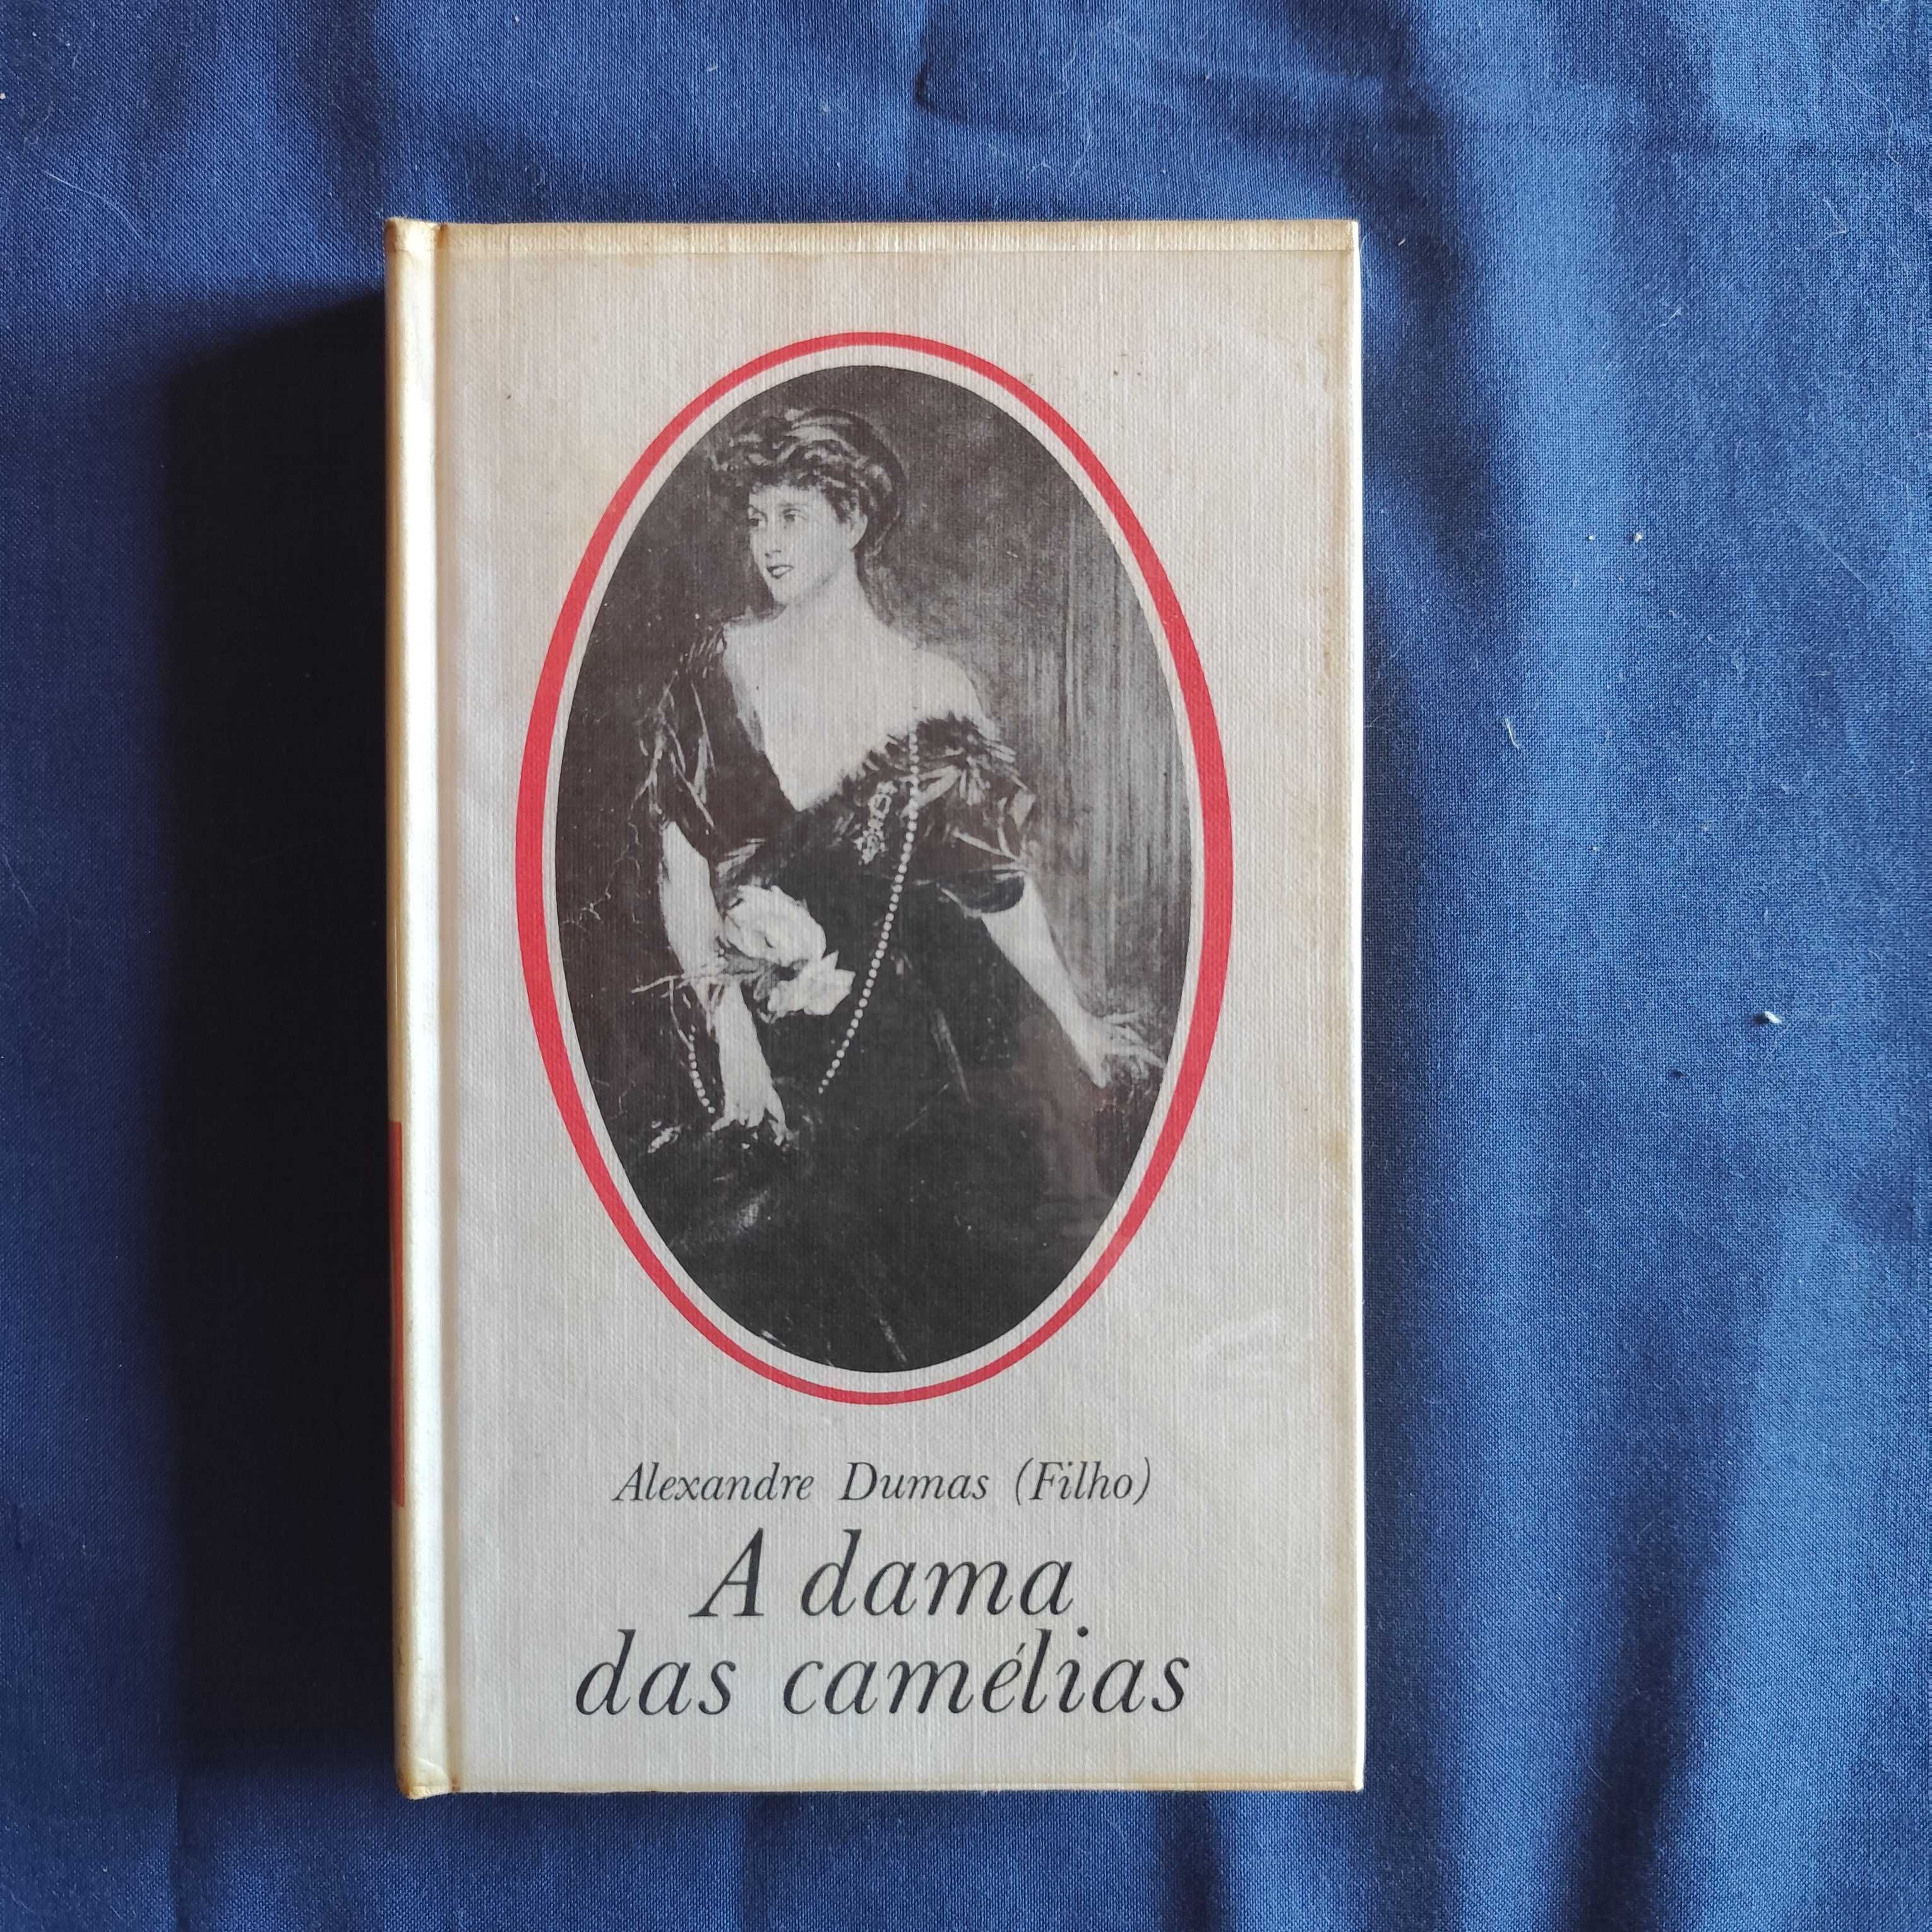 Alexandre Dumas (Filho)
A dama
das camélias